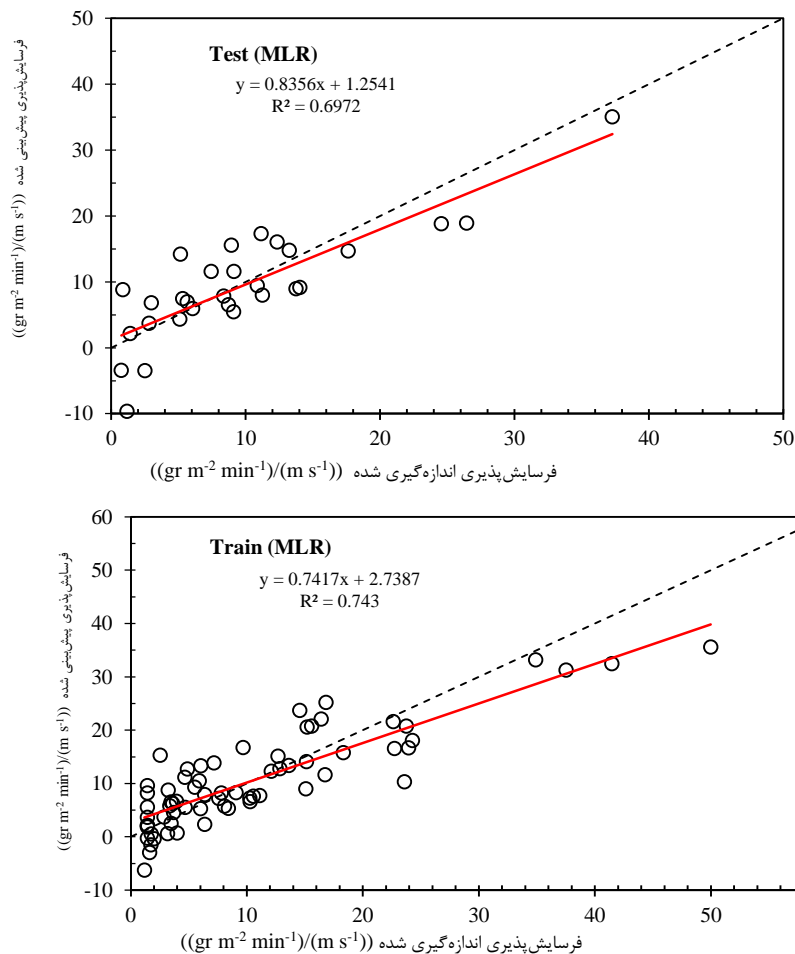 50
40
30
20
10
0
-10
فرسایش‌پذیری پیش‌بینی شده ((gr m-2 min-1)/(m s-1))
Test (MLR)
y = 0.8356x + 1.2541
R² = 0.6972
0 10 20 30 40 50
فرسایش‌پذیری اندازه‌گیری شده ((gr m-2 min-1)/(m s-1))
60
50
40
30
20
10
0
-10
فرسایش‌پذیری پیش‌بینی شده ((gr m-2 min-1)/(m s-1))
Train (MLR)
y = 0.7417x + 2.7387
R² = 0.743
0 10 20 30 40 50
فرسایش‌پذیری اندازه‌گیری شده ((gr m-2 min-1)/(m s-1))